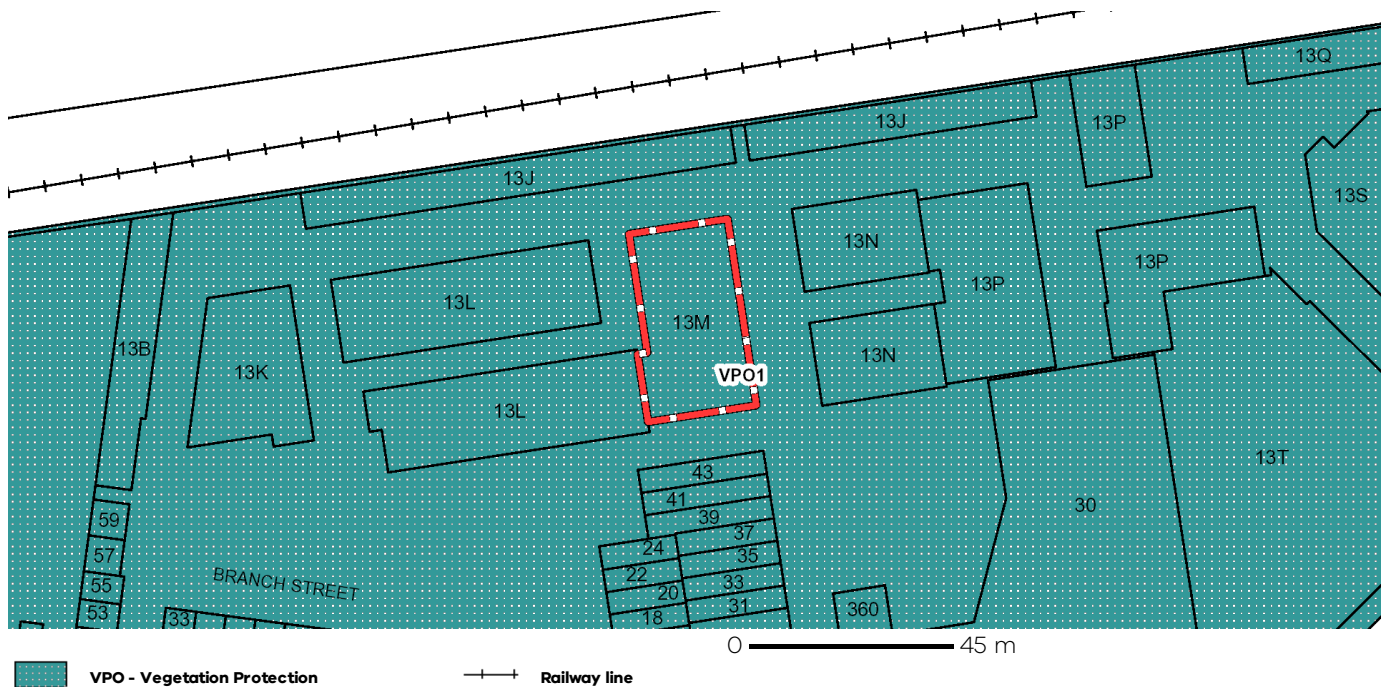 13Q
13J
13P
13J
13S
13N
13P
13L
13P
13M
13B
13N
13K
VPO1
13L
43
13T
41
30
39
59
37
24
35
57
22
33
55
BRANCH STREET
20
31
53
18
360
33
0 45 m
VPO - Vegetation Protection Railway line